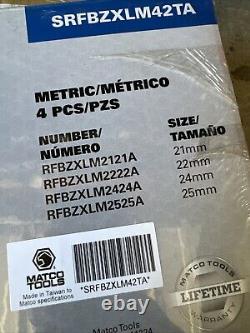 SRFBZXLM42TA
METRIC/MÉTRICO
4 PCS/PZS
NUMBER/ SIZE/
NÚMERO TAMAÑO
RFBZXLM2121A 21mm
RFBZXLM2222A 22mm
RFBZXLM2424A 24mm
RFBZXLM2525A 25mm
MATCO
TOOLS
Made in Taiwan to
Matco specifications
*SRFBZXLM42TA*
MATCO TOOLS
LIFETIME
WARRANTY
Matco Tools